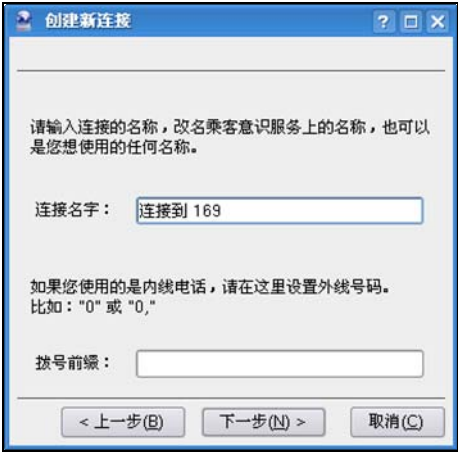 创建新连接
请输入连接的名称，改名乘客意识服务上的名称，也可以
是您想使用的任何名称。
连接名字： 连接到 169
如果您使用的是内线电话，请在这里设置外线号码。
比如："0" 或 "0,"
拨号前缀：
< 上一步(B) 下一步(N) > 取消(C)